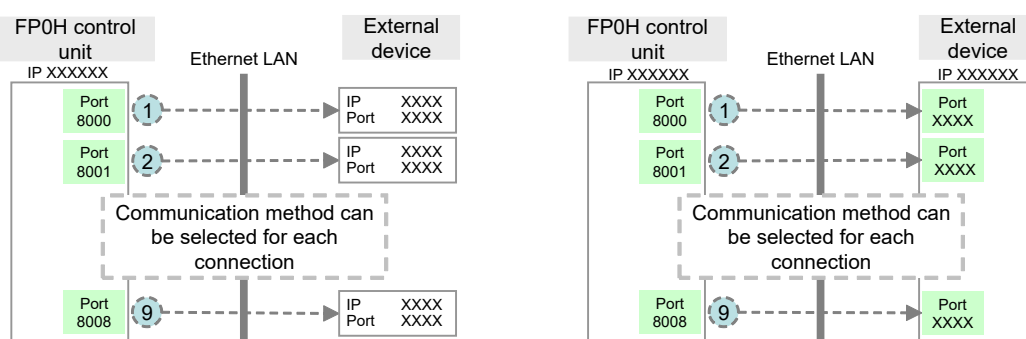 FP0H control
unit
External
device
Ethernet LAN
IP XXXXXX
Port
8000
1
IP XXXX
Port XXXX
Port
8001
2
IP XXXX
Port XXXX
Communication method can
be selected for each
connection
Port
8008
9
IP XXXX
Port XXXX
FP0H control
unit
External
device
Ethernet LAN
IP XXXXXX
IP XXXXXX
Port
8000
1
Port
XXXX
Port
8001
2
Port
XXXX
Communication method can
be selected for each
connection
Port
8008
9
Port
XXXX